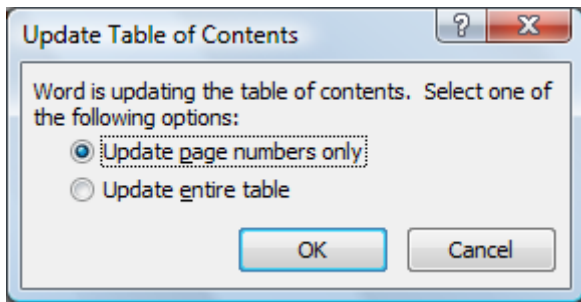 Update Table of Contents
Word is updating the table of contents. Select one of
the following options:
Update page numbers only
Update entire table
OK Cancel